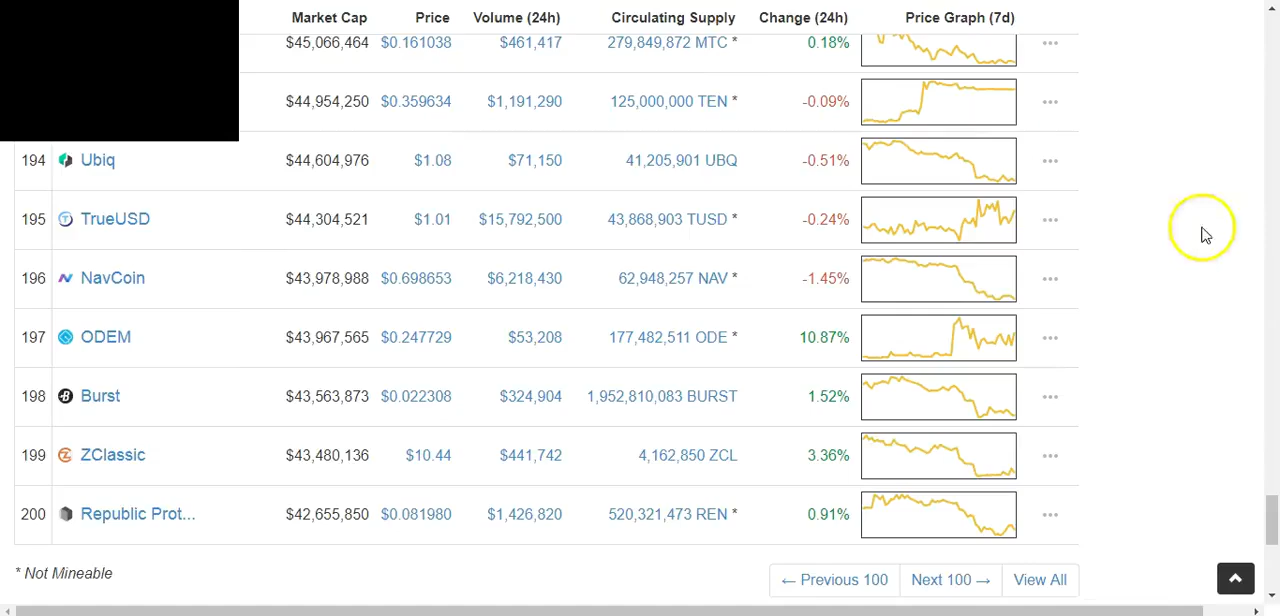 Market Cap Price Volume (24h) Circulating Supply Change (24h) Price Graph (7d)
$45,066,464 $0.161038 $461,417 279,849,872 MTC * 0.18%
$44,954,250 $0.359634 $1,191,290 125,000,000 TEN * -0.09%
194 Ubiq $44,604,976 $1.08 $71,150 41,205,901 UBQ -0.51%
195 TrueUSD $44,304,521 $1.01 $15,792,500 43,868,903 TUSD * -0.24%
196 NavCoin $43,978,988 $0.698653 $6,218,430 62,948,257 NAV * -1.45%
197 ODEM $43,967,565 $0.247729 $53,208 177,482,511 ODE * 10.87%
198 Burst $43,563,873 $0.022308 $324,904 1,952,810,083 BURST 1.52%
199 ZClassic $43,480,136 $10.44 $441,742 4,162,850 ZCL 3.36%
200 Republic Prot... $42,655,850 $0.081980 $1,426,820 520,321,473 REN * 0.91%
* Not Mineable
← Previous 100 Next 100 → View All